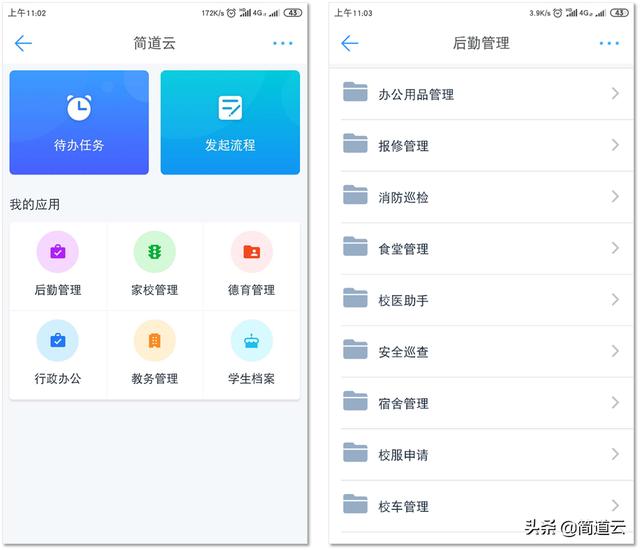 上午11:02
172K/s
4G
43
简道云
待办任务
发起流程
我的应用
后勤管理
家校管理
德育管理
行政办公
教务管理
学生档案
上午11:03
3.9K/s
4G
43
后勤管理
办公用品管理
报修管理
消防巡检
食堂管理
校医助手
安全巡查
宿舍管理
校服申请
校车管理
头条 @简道云